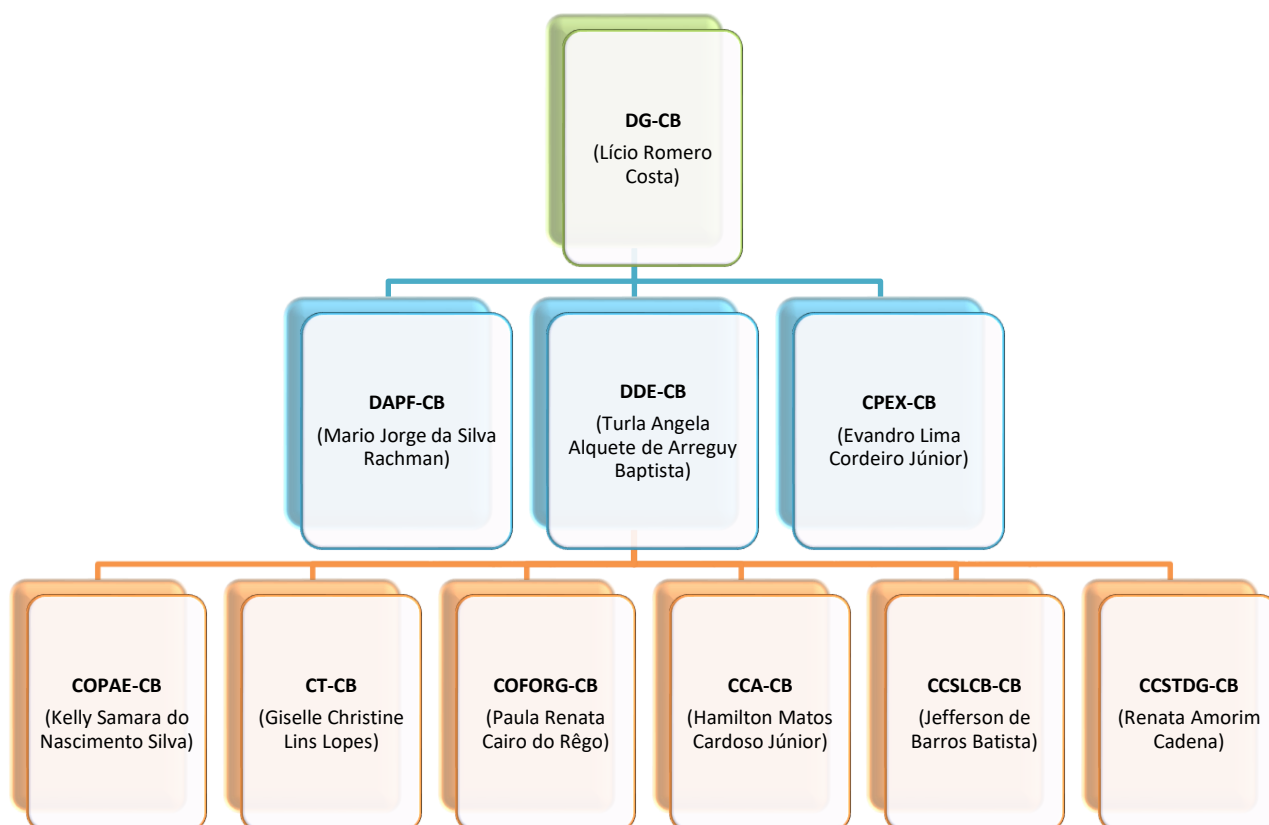 DG-CB
(Lício Romero
Costa)
DAPF-CB
(Mario Jorge da Silva
Rachman)
DDE-CB
(Turla Angela
Alquete de Arreguy
Baptista)
CPEX-CB
(Evandro Lima
Cordeiro Júnior)
COPAE-CB
(Kelly Samara do
Nascimento Silva)
CT-CB
(Giselle Christine
Lins Lopes)
COFORG-CB
(Paula Renata
Cairo do Rêgo)
CCA-CB
(Hamilton Matos
Cardoso Júnior)
CCSLCB-CB
(Jefferson de
Barros Batista)
CCSTDG-CB
(Renata Amorim
Cadena)